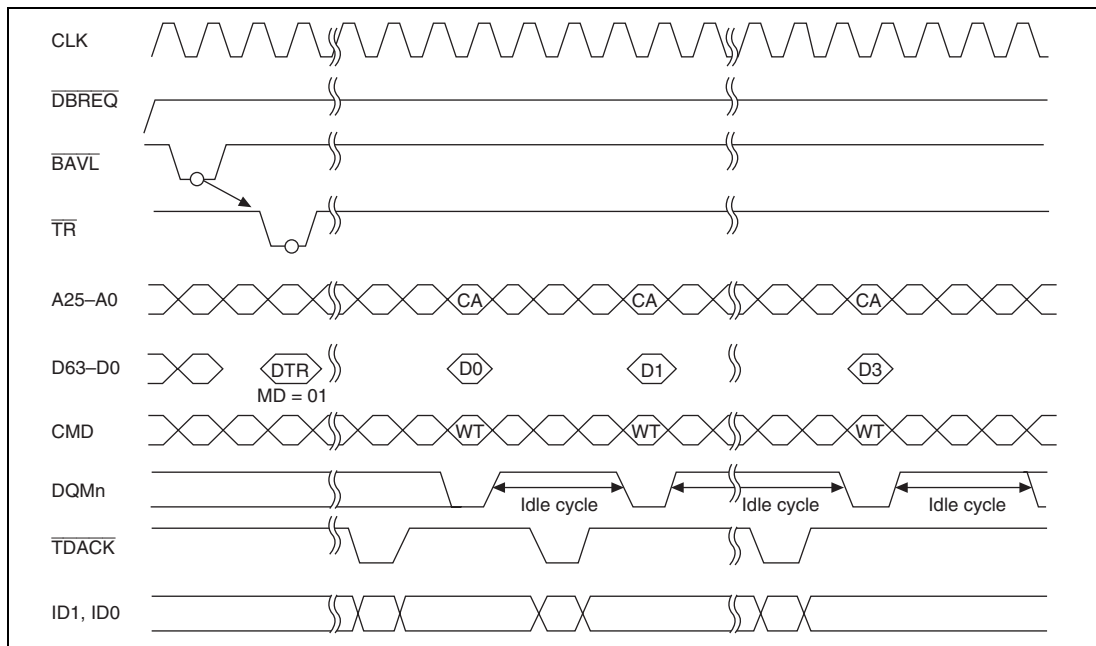 CLK
DBREQ
BAVL
TR
A25–A0 CA CA CA
D63–D0 DTR D0 D1 D3
MD = 01
CMD WT WT WT
DQMn Idle cycle Idle cycle Idle cycle
TDACK
ID1, ID0